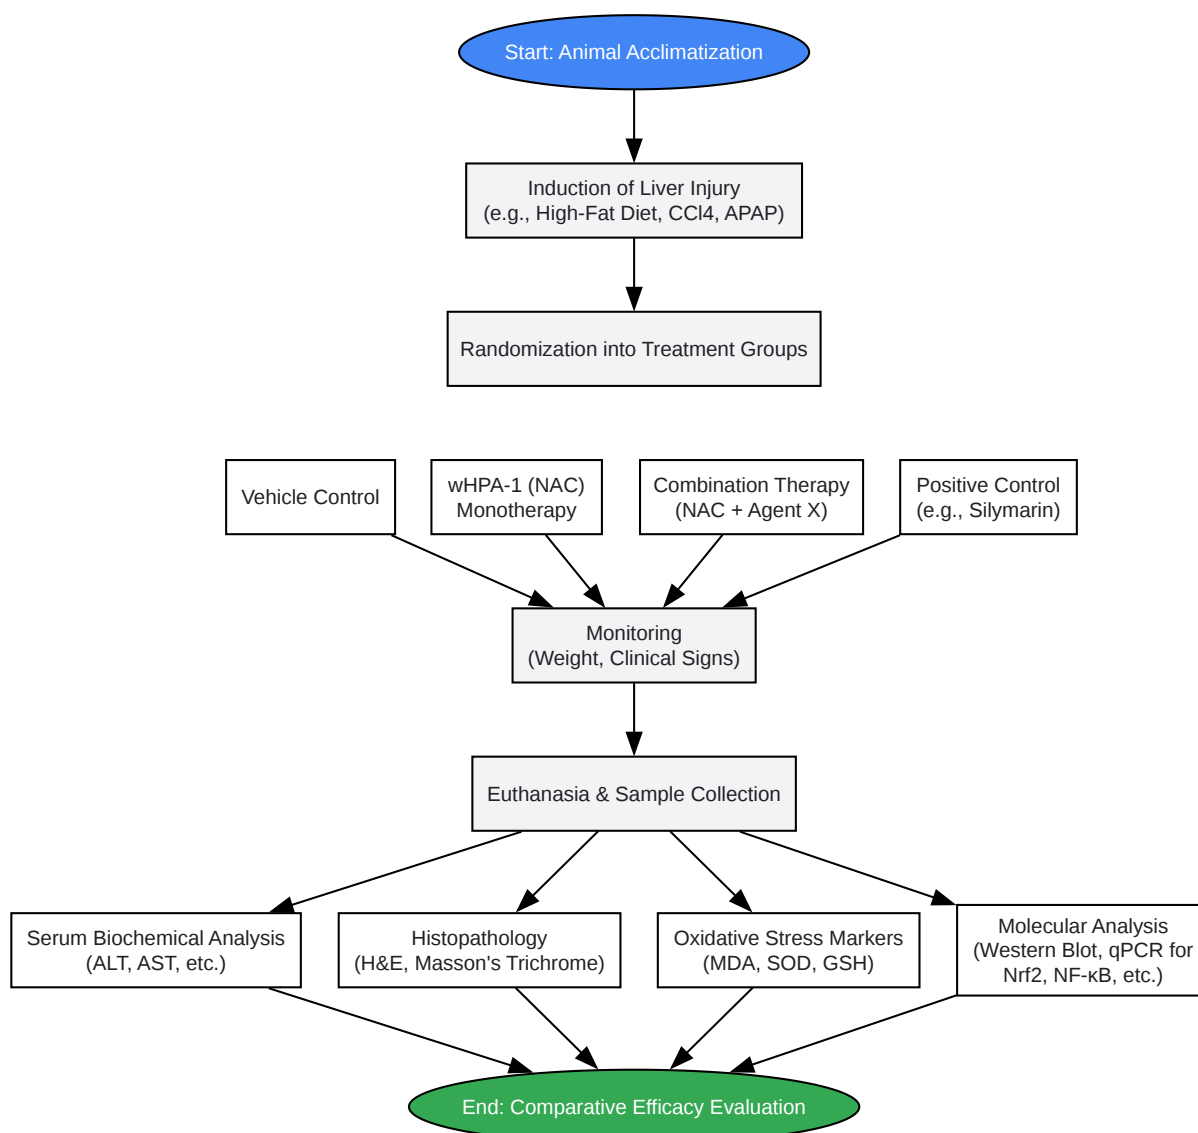 Start: Animal Acclimatization
Induction of Liver Injury
(e.g., High-Fat Diet, CCl4, APAP)
Randomization into Treatment Groups
Vehicle Control
wHPA-1 (NAC)
Monotherapy
Combination Therapy
(NAC + Agent X)
Positive Control
(e.g., Silymarin)
Monitoring
(Weight, Clinical Signs)
Euthanasia & Sample Collection
Serum Biochemical Analysis
(ALT, AST, etc.)
Histopathology
(H&E, Masson's Trichrome)
Oxidative Stress Markers
(MDA, SOD, GSH)
Molecular Analysis
(Western Blot, qPCR for
Nrf2, NF-κB, etc.)
End: Comparative Efficacy Evaluation